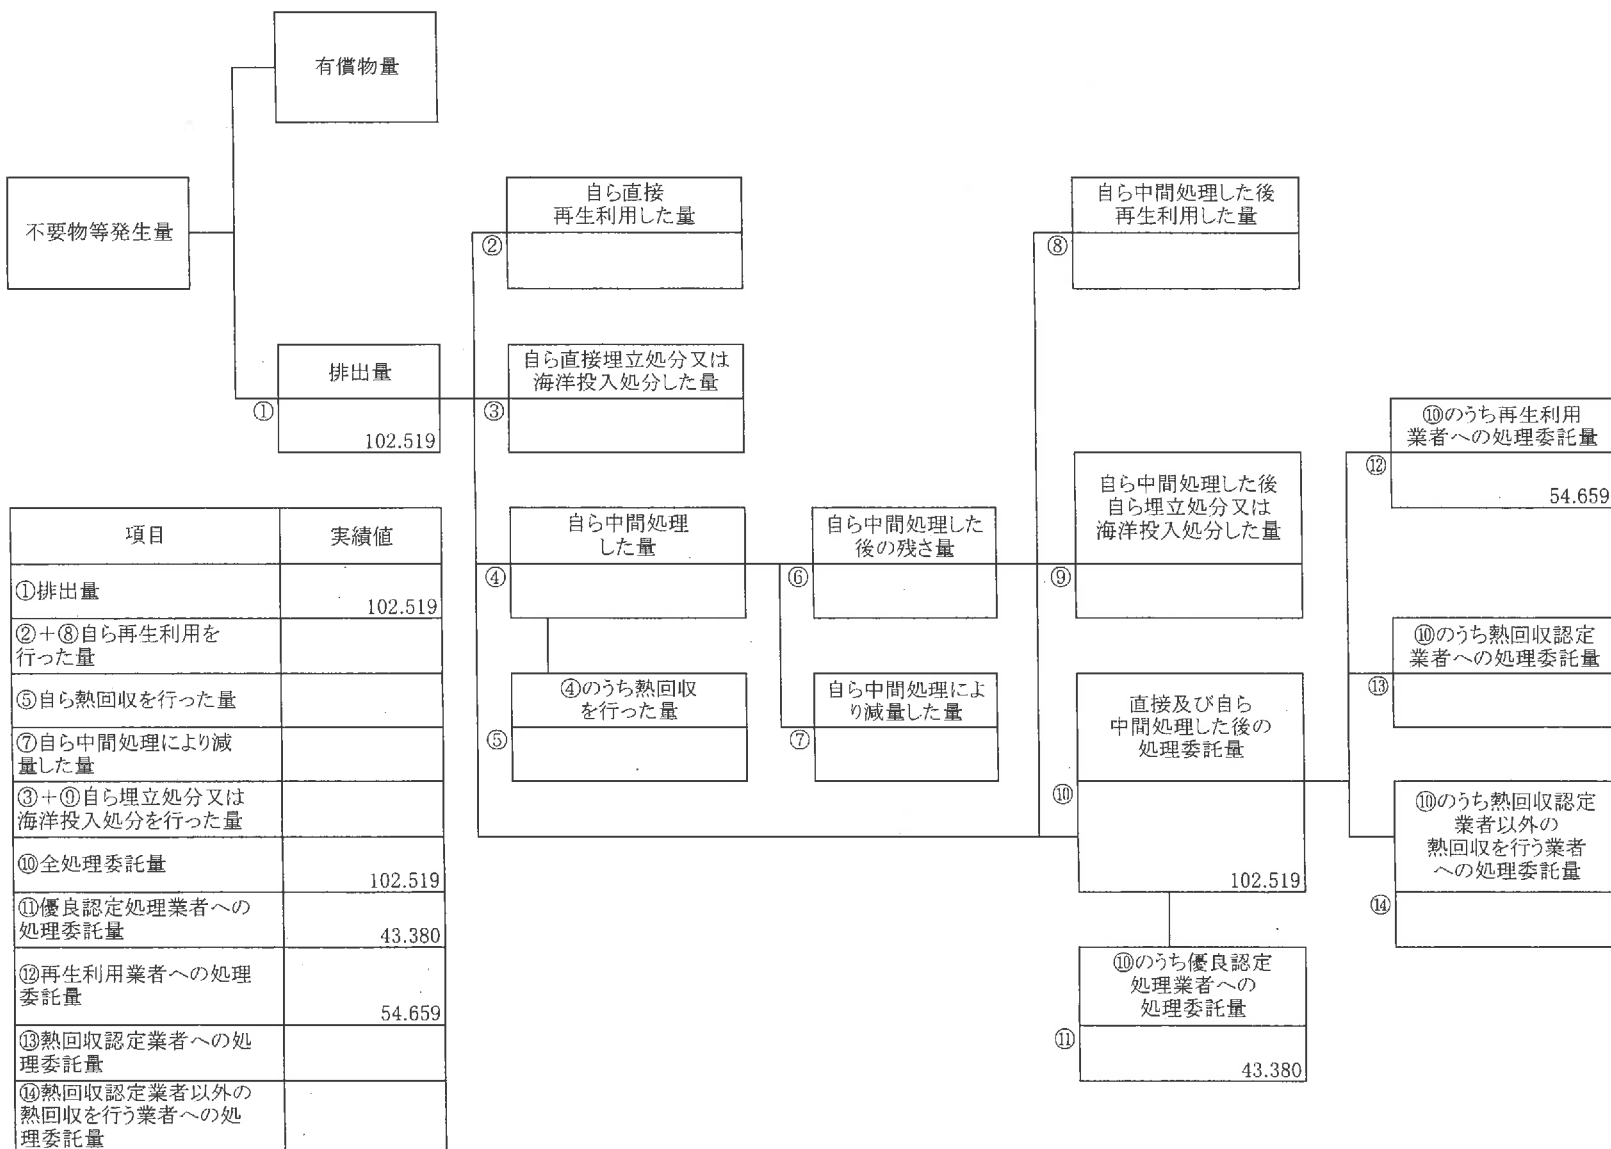 有償物量
不要物等発生量
自ら直接
再生利用した量
②
自ら中間処理した後
再生利用した量
⑧
排出量
①
102.519
自ら直接埋立処分又は
海洋投入処分した量
③
⑩のうち再生利用
業者への処理委託量
⑫
54.659
自ら中間処理
した量
④
自ら中間処理した
後の残さ量
⑥
自ら中間処理した後
自ら埋立処分又は
海洋投入処分した量
⑨
⑩のうち熱回収認定
業者への処理委託量
⑬
④のうち熱回収
を行った量
⑤
自ら中間処理によ
り減量した量
⑦
直接及び自ら
中間処理した後の
処理委託量
⑩
102.519
⑩のうち熱回収認定
業者以外の
熱回収を行う業者
への処理委託量
⑭
⑩のうち優良認定
処理業者への
処理委託量
⑪
43.380
項目 実績値
①排出量 102.519
②＋⑧自ら再生利用を
行った量
⑤自ら熱回収を行った量
⑦自ら中間処理により減
量した量
③＋⑨自ら埋立処分又は
海洋投入処分を行った量
⑩全処理委託量 102.519
⑪優良認定処理業者への
処理委託量 43.380
⑫再生利用業者への処理
委託量 54.659
⑬熱回収認定業者への処
理委託量
⑭熱回収認定業者以外の
熱回収を行う業者への処
理委託量